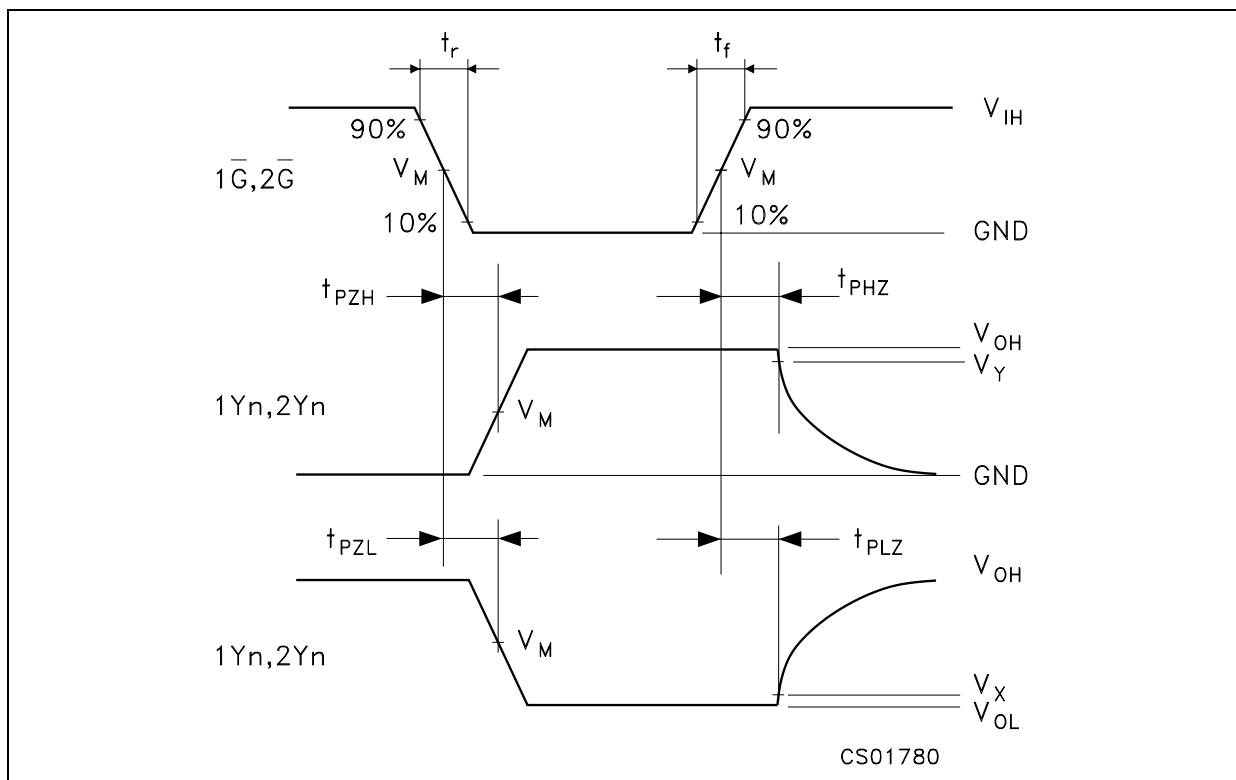 tr tf
90% 90% VIH
1G̅,2G̅ VM VM
10% 10% GND
tPZH tPHZ
VOH
VY
1Yn,2Yn VM
GND
tPZL tPLZ
VOH
1Yn,2Yn VM
VX
VOL
CS01780